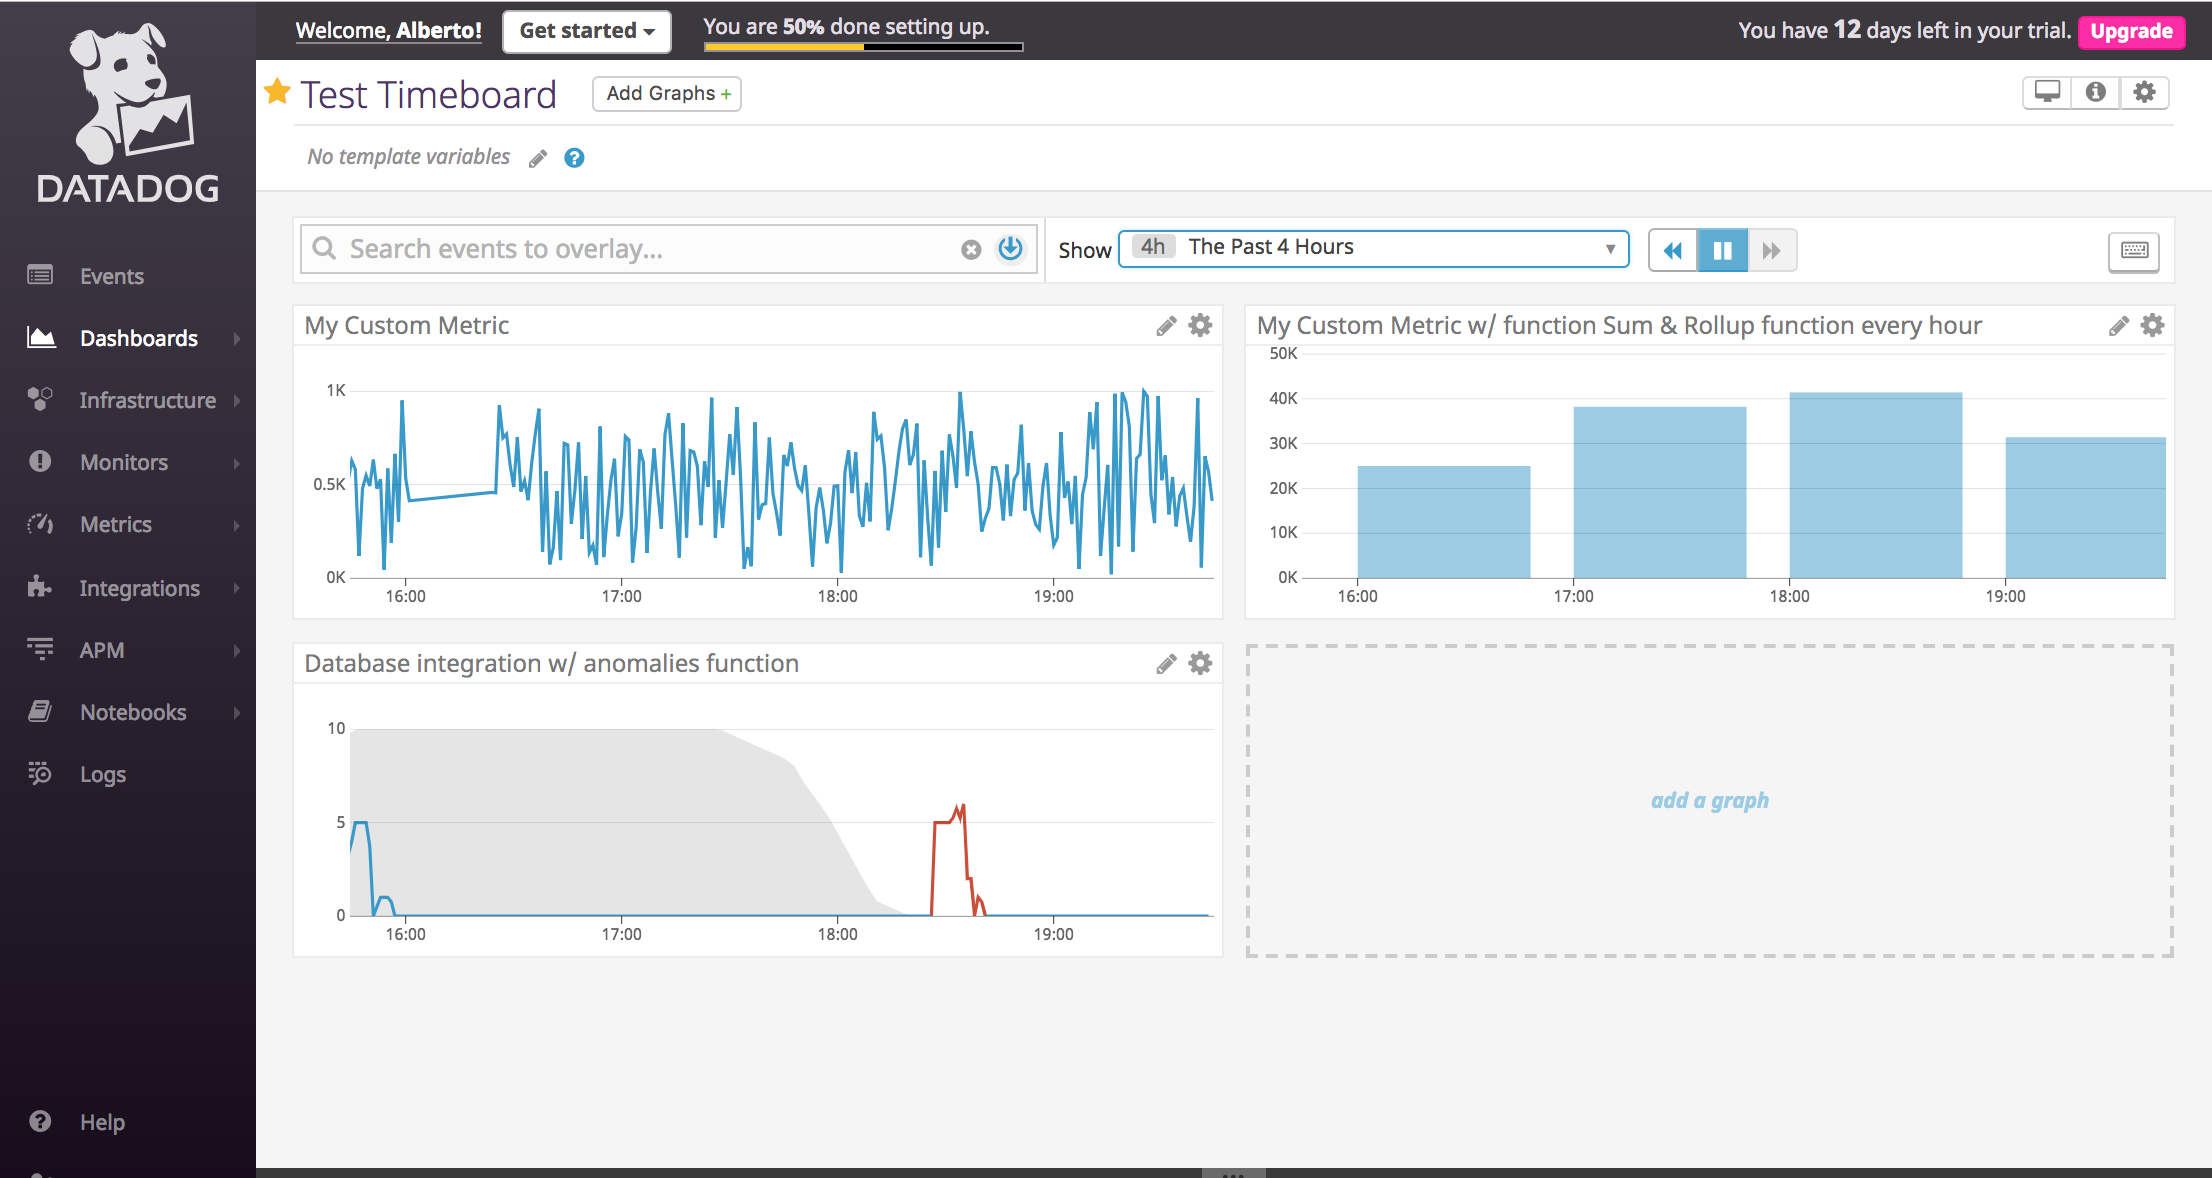 Welcome, Alberto!
Get started
You are 50% done setting up.
You have 12 days left in your trial.
Upgrade
DATADOG
Events
Dashboards
Infrastructure
Monitors
Metrics
Integrations
APM
Notebooks
Logs
Help
Test Timeboard
Add Graphs +
No template variables
?
Search events to overlay...
Show
4h The Past 4 Hours
My Custom Metric
1K
0.5K
0K
16:00 17:00 18:00 19:00
My Custom Metric w/ function Sum & Rollup function every hour
50K
40K
30K
20K
10K
0K
16:00 17:00 18:00 19:00
Database integration w/ anomalies function
10
5
0
16:00 17:00 18:00 19:00
add a graph